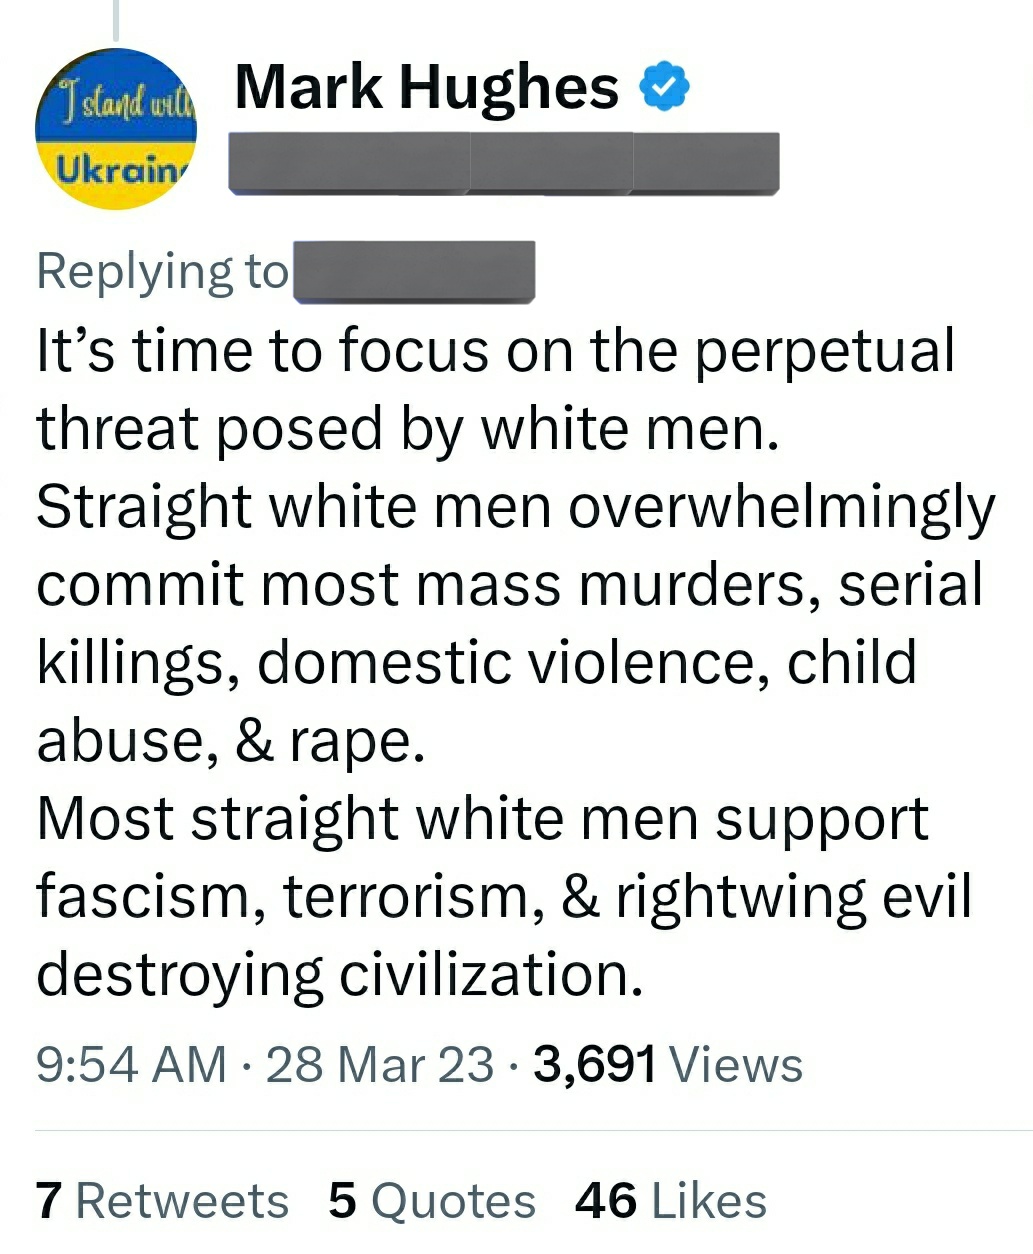 I stand with
Ukraine
Mark Hughes
Replying to
It’s time to focus on the perpetual
threat posed by white men.
Straight white men overwhelmingly
commit most mass murders, serial
killings, domestic violence, child
abuse, & rape.
Most straight white men support
fascism, terrorism, & rightwing evil
destroying civilization.
9:54 AM · 28 Mar 23 · 3,691 Views
7 Retweets 5 Quotes 46 Likes